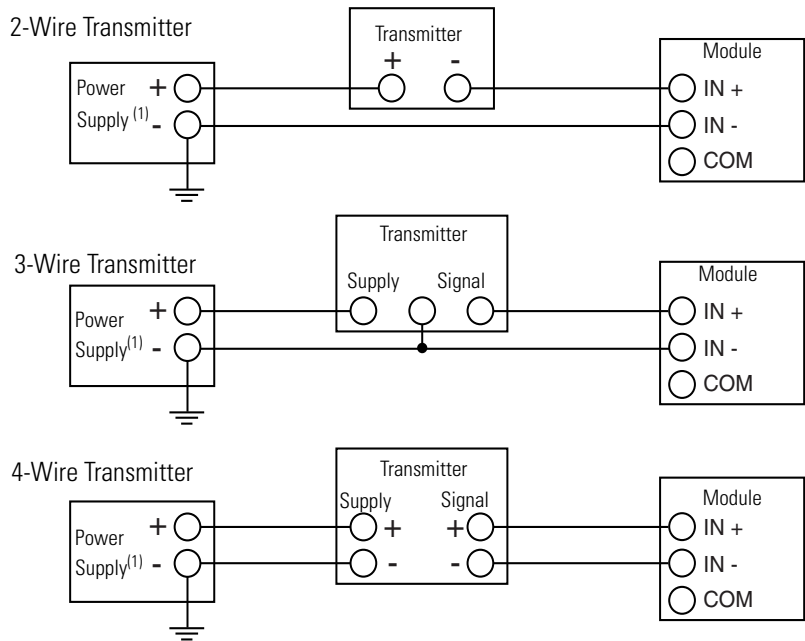 2-Wire Transmitter
Transmitter
+ -
Module
Power +
Supply (1) -
IN +
IN -
COM
3-Wire Transmitter
Transmitter
Supply Signal
Module
Power +
Supply(1) -
IN +
IN -
COM
4-Wire Transmitter
Transmitter
Supply Signal
Module
Power +
Supply(1) -
+ +
- -
IN +
IN -
COM